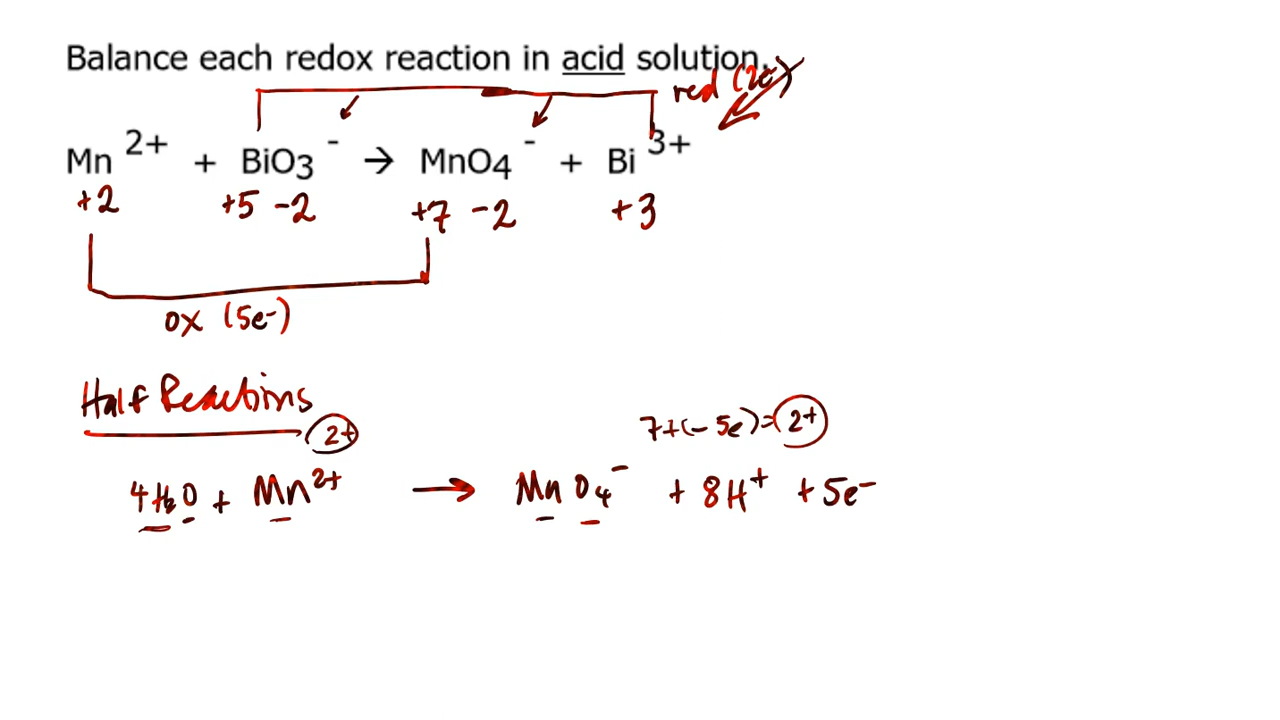 Balance each redox reaction in acid solution.
red (2e⁻)
Mn ²⁺ + BiO₃ ⁻ → MnO₄ ⁻ + Bi ³⁺
+2 +5 -2 +7 -2 +3
ox (5e⁻)
Half Reactions
2+ 7+(-5e)=2+
4H₂O + Mn²⁺ → MnO₄⁻ + 8H⁺ + 5e⁻